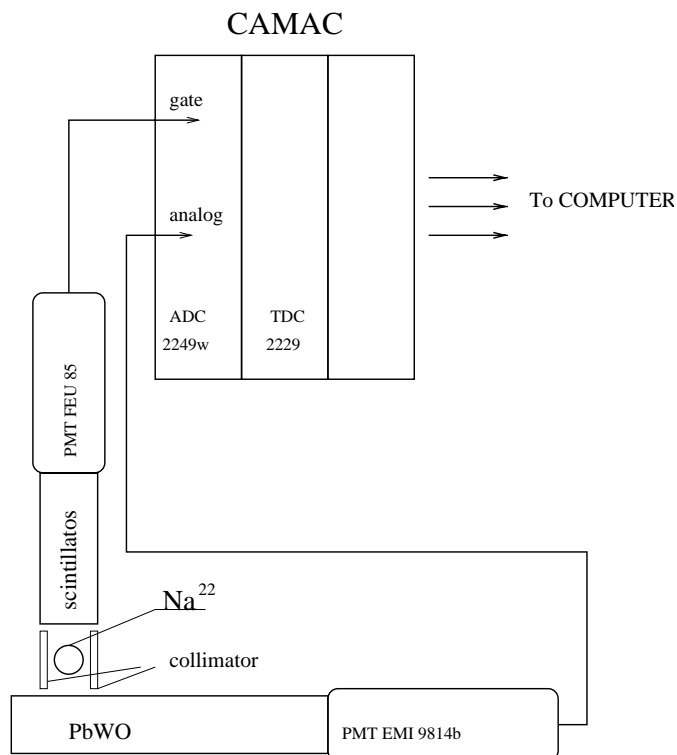 CAMAC
gate
analog
To COMPUTER
ADC
2249w
TDC
2229
PMT FEU 85
scintillatos
Na22
collimator
PbWO
PMT EMI 9814b